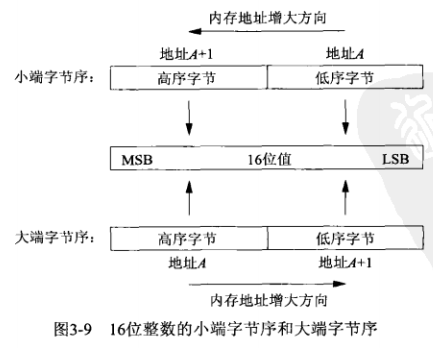 内存地址增大方向
地址A+1 地址A
小端字节序： 高序字节 低序字节
MSB 16位值 LSB
大端字节序： 高序字节 低序字节
地址A 地址A+1
内存地址增大方向
图3-9 16位整数的小端字节序和大端字节序